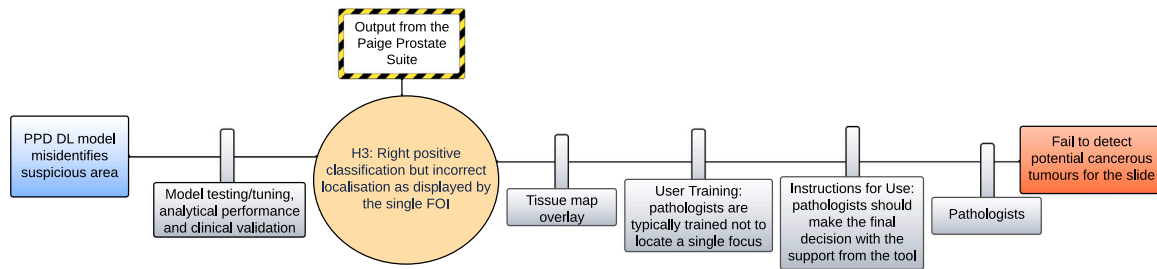 Output from the
Paige Prostate
Suite
PPD DL model
misidentifies
suspicious area
Model testing/tuning,
analytical performance
and clinical validation
H3: Right positive
classification but incorrect
localisation as displayed by
the single FOI
Tissue map
overlay
User Training:
pathologists are
typically trained not to
locate a single focus
Instructions for Use:
pathologists should
make the final
decision with the
support from the tool
Pathologists
Fail to detect
potential cancerous
tumours for the slide